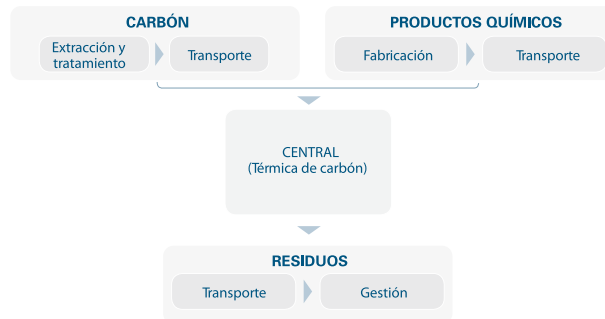 CARBÓN
Extracción y
tratamiento
Transporte
PRODUCTOS QUÍMICOS
Fabricación
Transporte
CENTRAL
(Térmica de carbón)
RESIDUOS
Transporte
Gestión